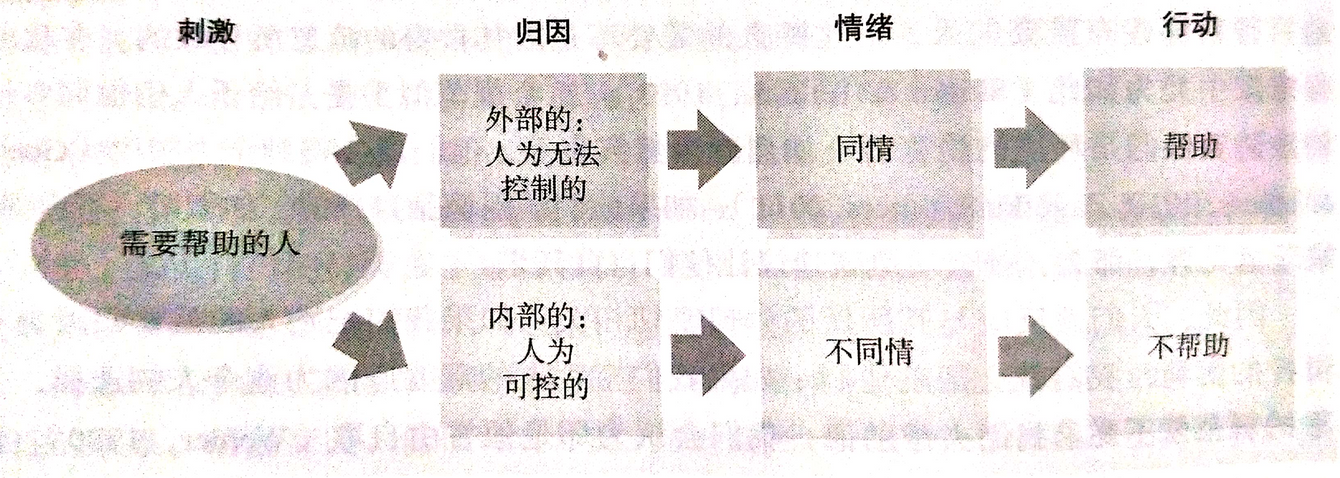 刺激 归因 情绪 行动
外部的：
人为无法
控制的
同情
帮助
需要帮助的人
内部的：
人为
可控的
不同情
不帮助